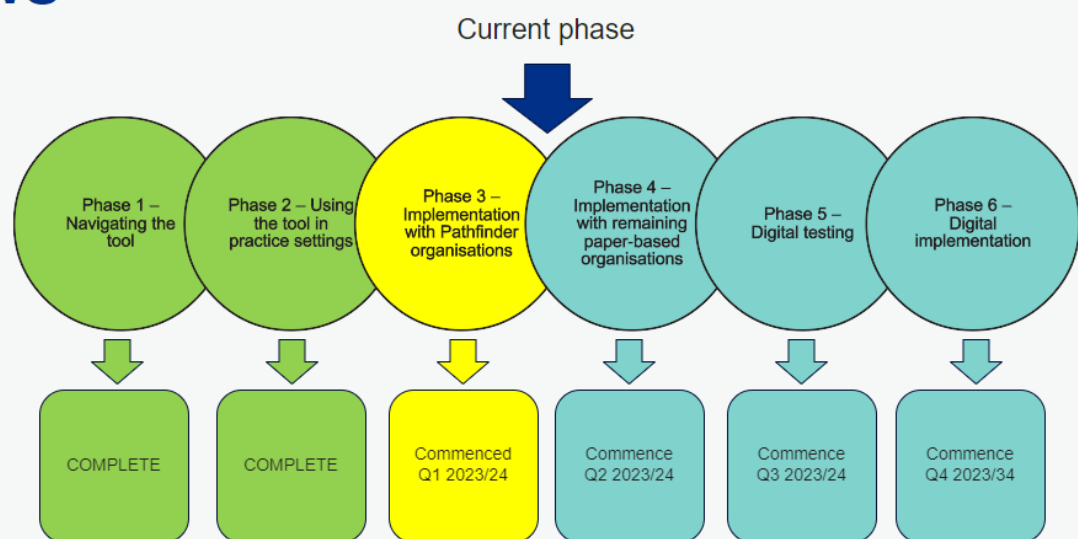 Current phase
Phase 1 –
Navigating the
tool
Phase 2 – Using
the tool in
practice settings
Phase 3 –
Implementation
with Pathfinder
organisations
Phase 4 –
Implementation
with remaining
paper-based
organisations
Phase 5 –
Digital testing
Phase 6 –
Digital
implementation
COMPLETE
COMPLETE
Commenced
Q1 2023/24
Commence
Q2 2023/24
Commence
Q3 2023/24
Commence
Q4 2023/34